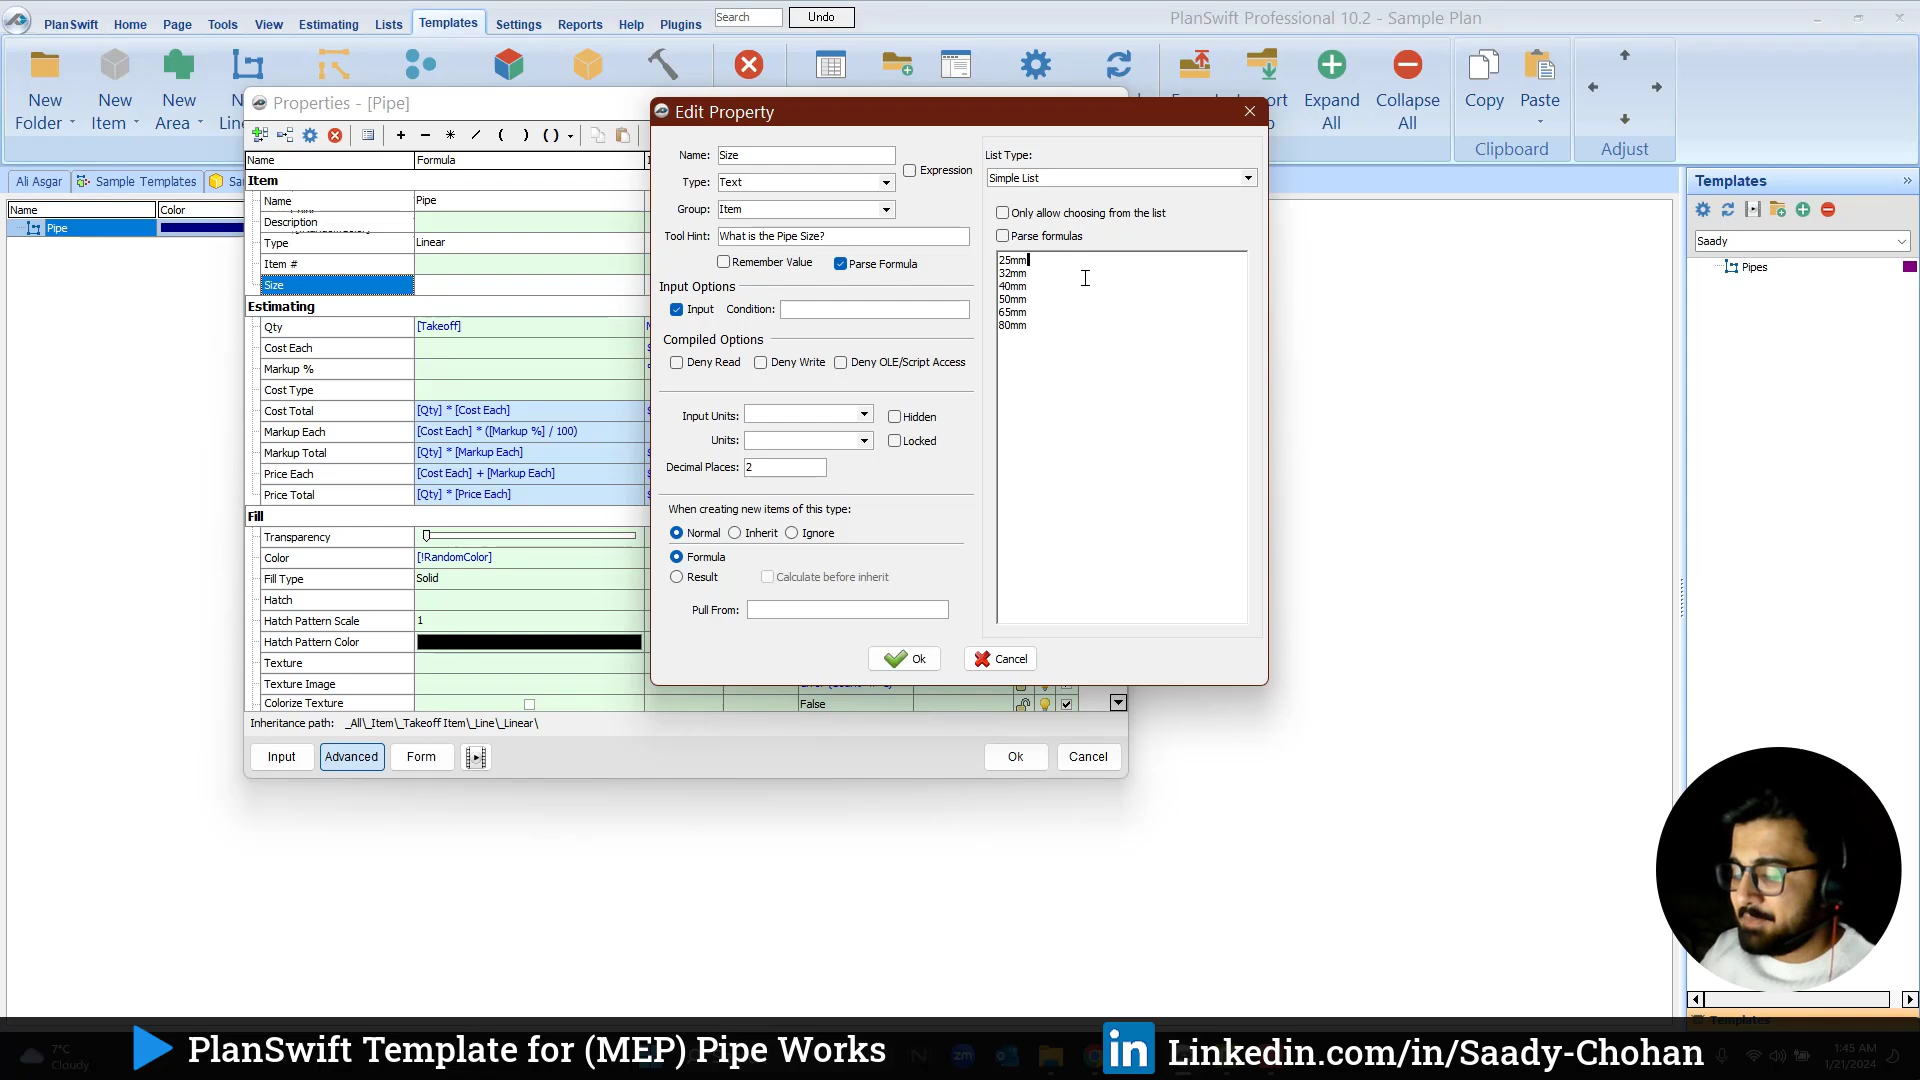 PlanSwift Home Page Tools View Estimating Lists Templates Settings Reports Help Plugins Search Undo
PlanSwift Professional 10.2 - Sample Plan
New Folder
New Item
New Area
Expand All
Collapse All
Copy
Paste
Clipboard
Adjust
Ali Asgar
Sample Templates
Name Color
Pipe
Properties - [Pipe]
Name Formula
Item
Name Pipe
Description
Type Linear
Item #
Size
Estimating
Qty [Takeoff]
Cost Each
Markup %
Cost Type
Cost Total [Qty] * [Cost Each]
Markup Each [Cost Each] * ([Markup %] / 100)
Markup Total [Qty] * [Markup Each]
Price Each [Cost Each] + [Markup Each]
Price Total [Qty] * [Price Each]
Fill
Transparency
Color [!RandomColor]
Fill Type Solid
Hatch
Hatch Pattern Scale 1
Hatch Pattern Color
Texture
Texture Image
Colorize Texture False
Inheritance path: _All\_Item\_Takeoff Item\_Line\_Linear\
Input Advanced Form Ok Cancel
Edit Property
Name: Size
Expression
Type: Text
Group: Item
Tool Hint: What is the Pipe Size?
Remember Value Parse Formula
Input Options
Input Condition:
Compiled Options
Deny Read Deny Write Deny OLE/Script Access
Input Units: Hidden
Units: Locked
Decimal Places: 2
When creating new items of this type:
Normal Inherit Ignore
Formula
Result Calculate before inherit
Pull From:
Ok Cancel
List Type:
Simple List
Only allow choosing from the list
Parse formulas
25mm
32mm
40mm
50mm
65mm
80mm
Templates
Saady
Pipes
Templates
7°C
Cloudy
1:45 AM
1/21/2024
PlanSwift Template for (MEP) Pipe Works
in Linkedin.com/in/Saady-Chohan